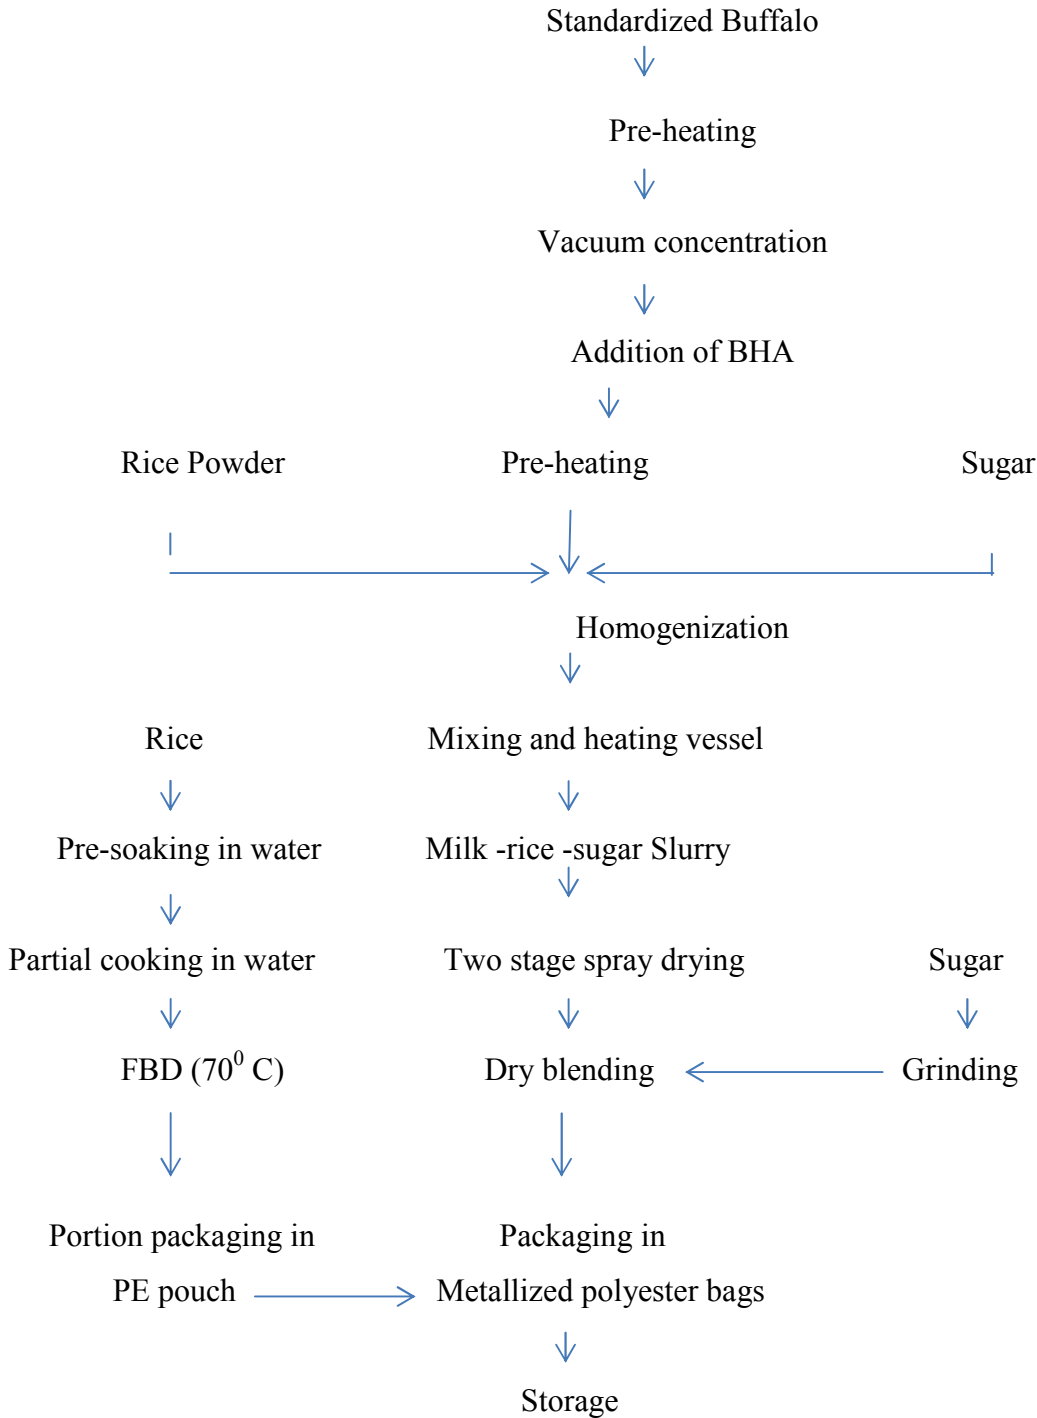 Standardized Buffalo
Pre-heating
Vacuum concentration
Addition of BHA
Rice Powder
Pre-heating
Sugar
Homogenization
Rice
Mixing and heating vessel
Pre-soaking in water
Milk -rice -sugar Slurry
Partial cooking in water
Two stage spray drying
Sugar
FBD (70⁰ C)
Dry blending
Grinding
Portion packaging in
PE pouch
Packaging in
Metallized polyester bags
Storage